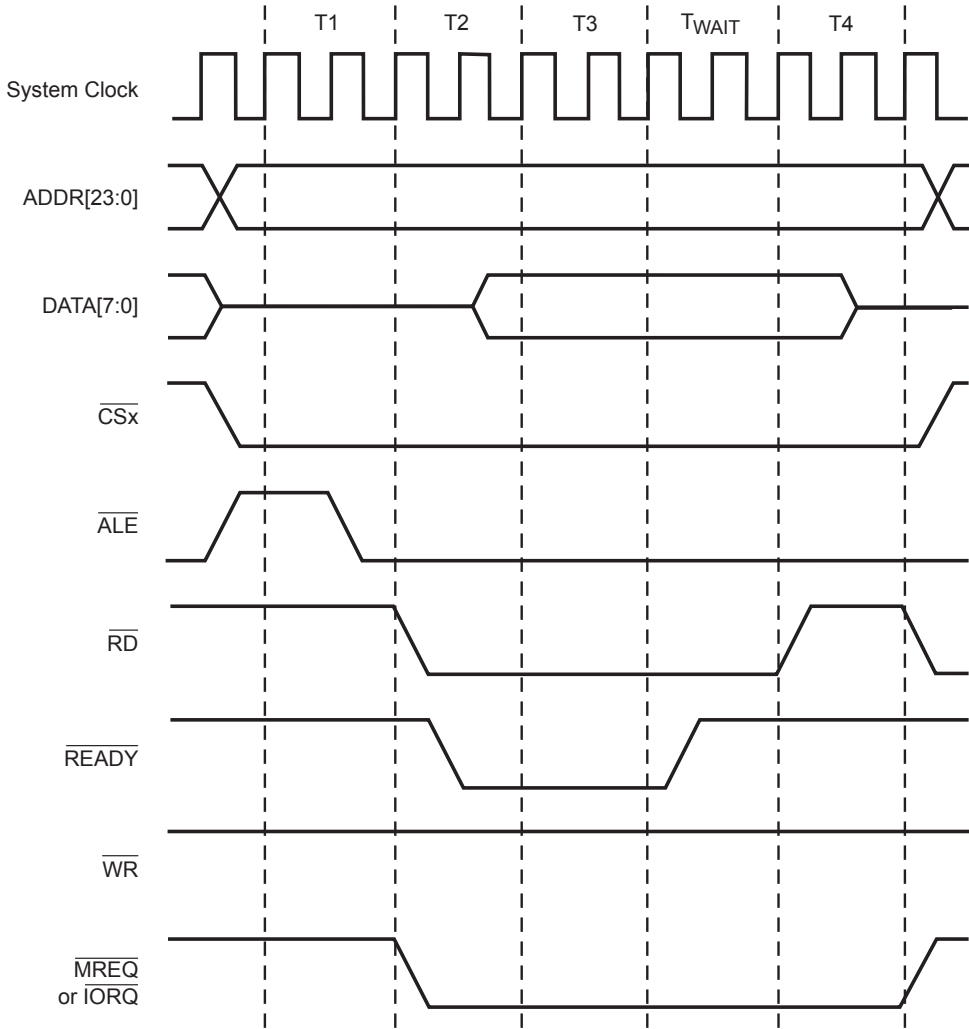 T1 T2 T3 TWAIT T4
System Clock
ADDR[23:0]
DATA[7:0]
CSx
ALE
RD
READY
WR
MREQ
or IORQ